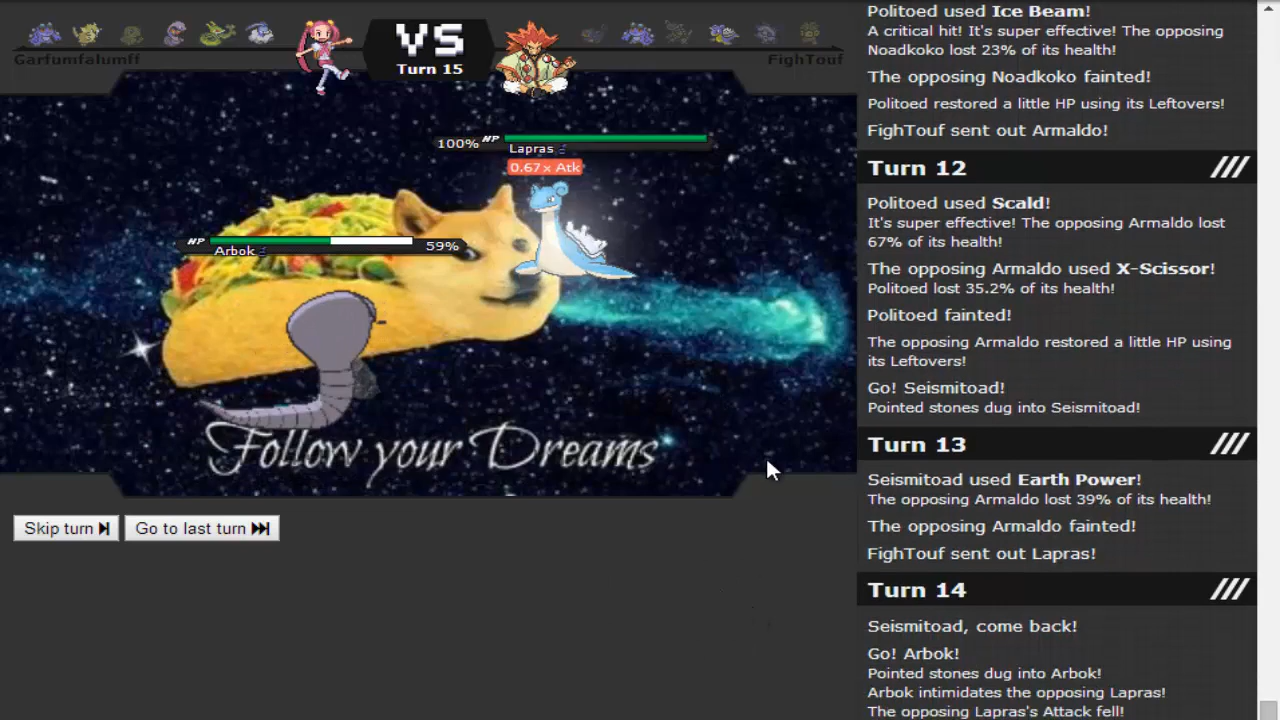 VS
Turn 15
Garfumfalumff
FighTouf
100% HP
Lapras
0.67x Atk
HP
59%
Arbok
Follow your Dreams
Skip turn
Go to last turn
Politoed used Ice Beam!
A critical hit! It's super effective! The opposing
Noadkoko lost 23% of its health!
The opposing Noadkoko fainted!
Politoed restored a little HP using its Leftovers!
FighTouf sent out Armaldo!
Turn 12
Politoed used Scald!
It's super effective! The opposing Armaldo lost
67% of its health!
The opposing Armaldo used X-Scissor!
Politoed lost 35.2% of its health!
Politoed fainted!
The opposing Armaldo restored a little HP using
its Leftovers!
Go! Seismitoad!
Pointed stones dug into Seismitoad!
Turn 13
Seismitoad used Earth Power!
The opposing Armaldo lost 39% of its health!
The opposing Armaldo fainted!
FighTouf sent out Lapras!
Turn 14
Seismitoad, come back!
Go! Arbok!
Pointed stones dug into Arbok!
Arbok intimidates the opposing Lapras!
The opposing Lapras's Attack fell!